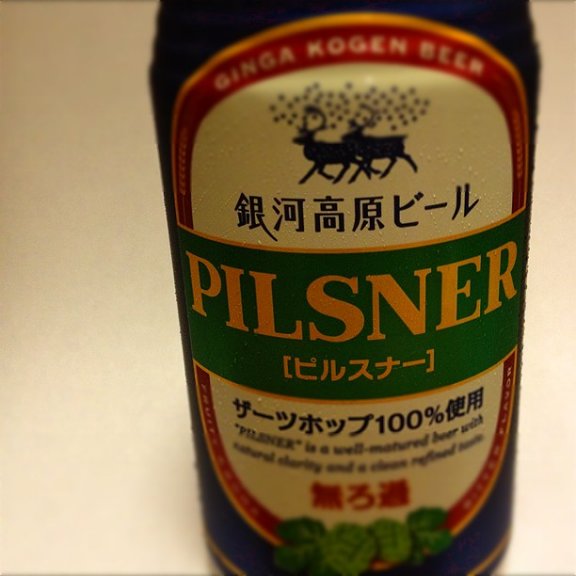 GINGA KOGEN BEER
銀河高原ビール
PILSNER
[ピルスナー]
ザーツホップ100%使用
"PILSNER" is a well-matured beer with
natural clarity and a clean refined taste.
無ろ過